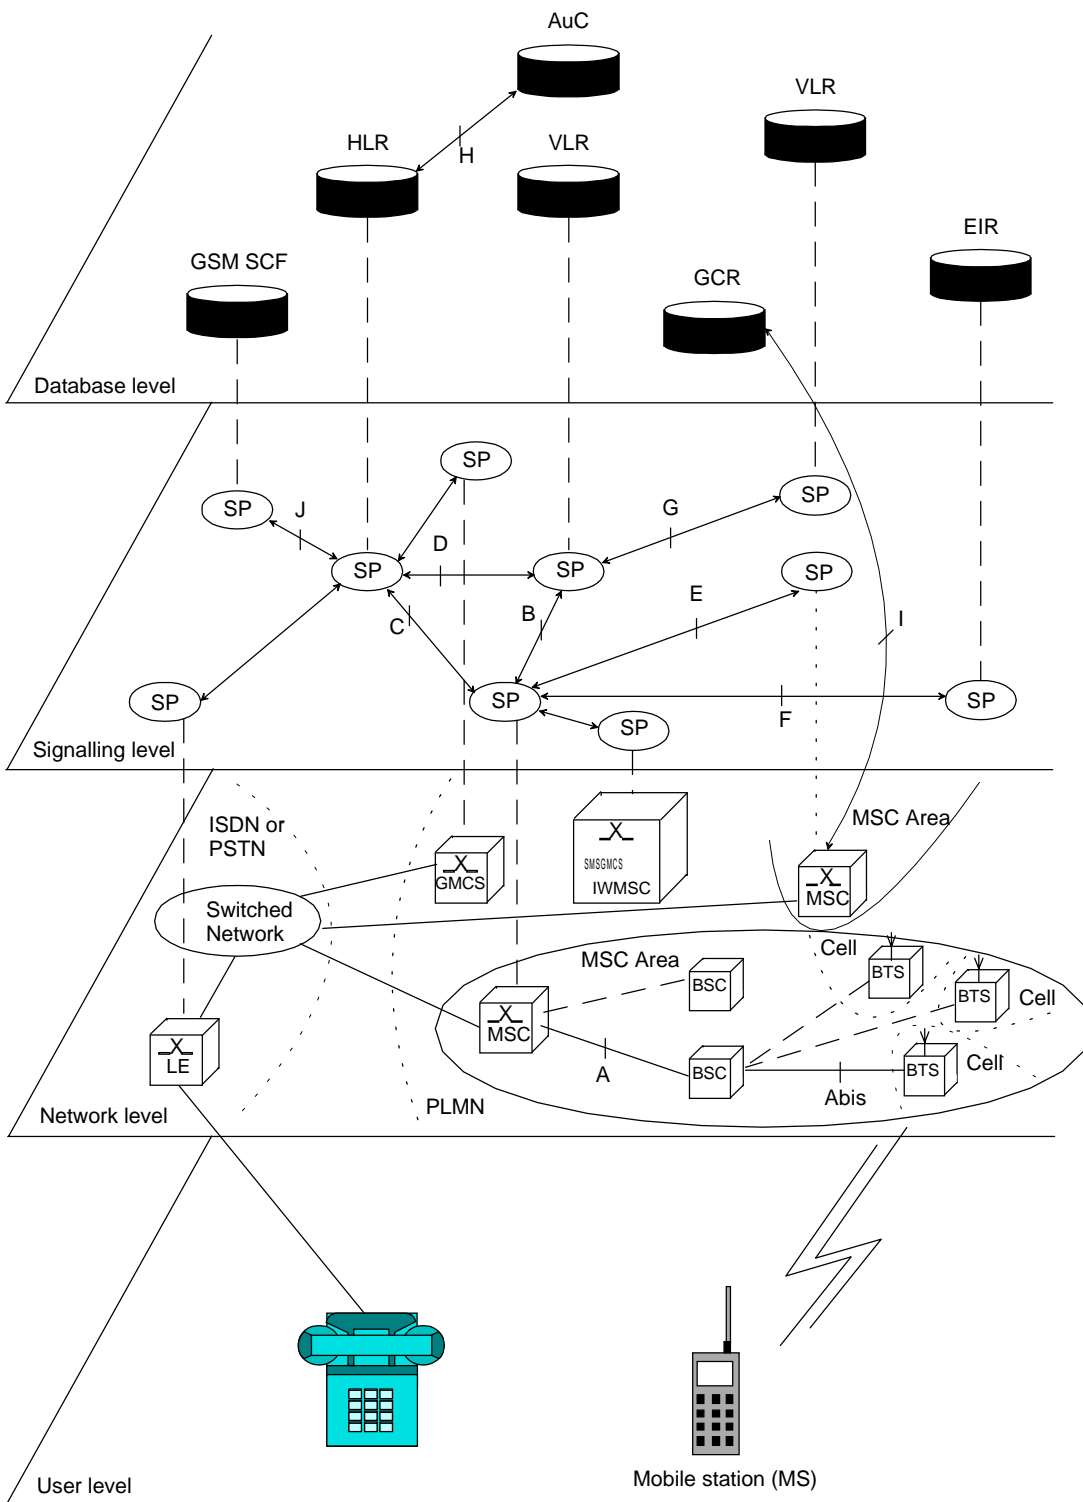 AuC
VLR
HLR
H
VLR
EIR
GSM SCF
GCR
Database level
SP
SP
J
G
SP
D
SP
SP
SP
E
B
C
I
SP
SP
SP
F
SP
Signalling level
ISDN or
PSTN
MSC Area
SMSGMCS
IWMSC
GMCS
MSC
Switched
Network
Cell
MSC Area
BTS
BSC
BTS
Cell
MSC
LE
A
BSC
Abis
BTS
Cell
PLMN
Network level
Mobile station (MS)
User level